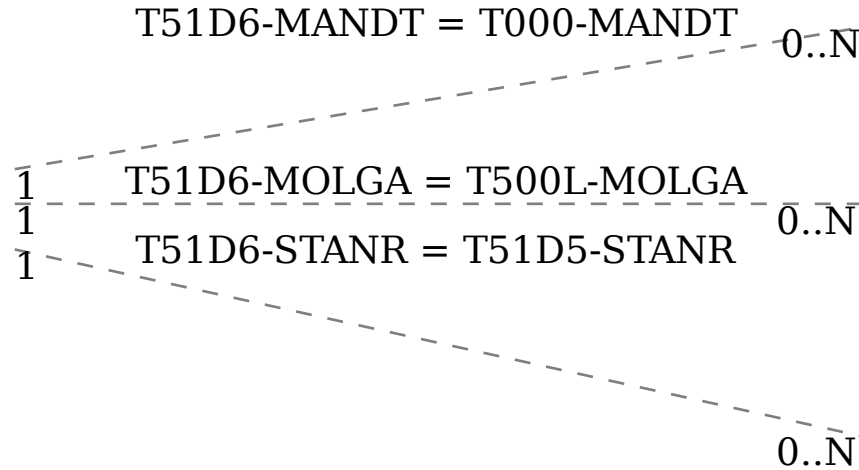 T51D6-MANDT = T000-MANDT
0..N
T51D6-MOLGA = T500L-MOLGA
1
1
0..N
T51D6-STANR = T51D5-STANR
1
0..N